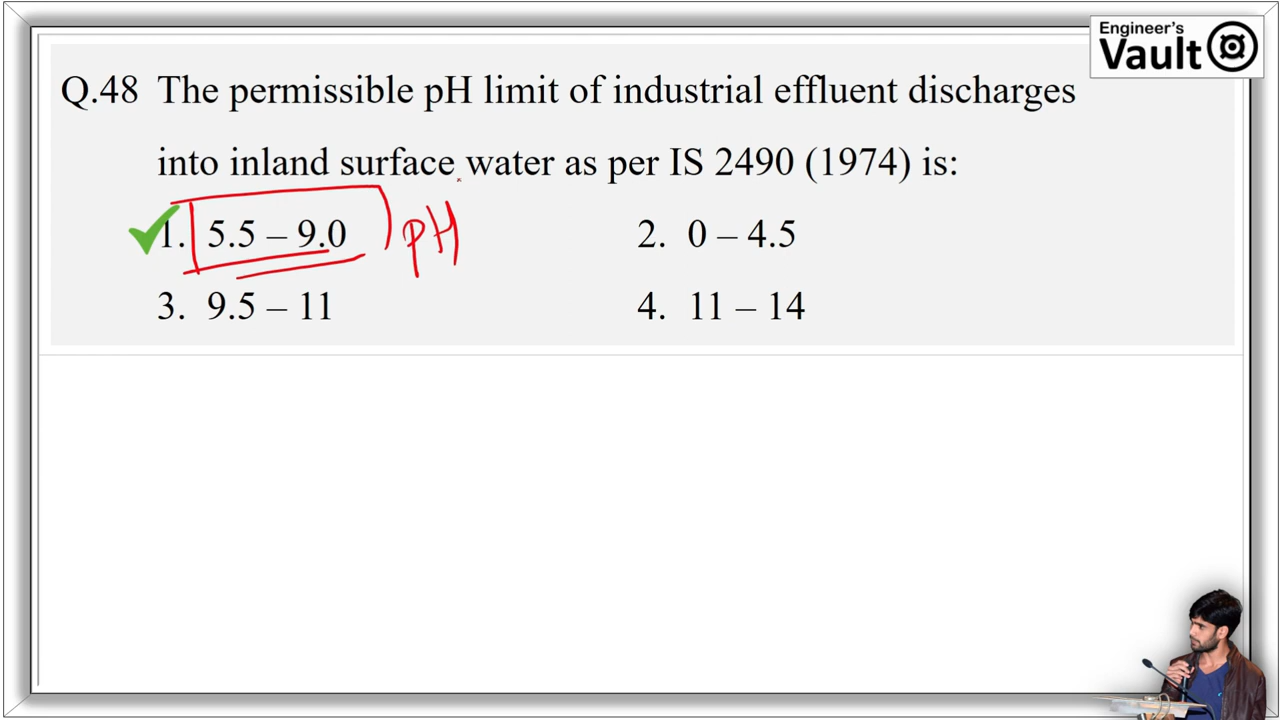 Engineer's
Vault
Q.48 The permissible pH limit of industrial effluent discharges
into inland surface water as per IS 2490 (1974) is:
1. 5.5 – 9.0 pH 2. 0 – 4.5
3. 9.5 – 11 4. 11 – 14